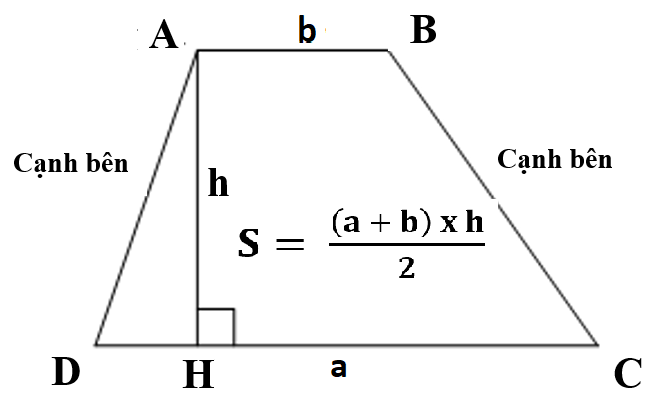 A b B
Cạnh bên
Cạnh bên
h
S = (a + b) x h / 2
D H a C